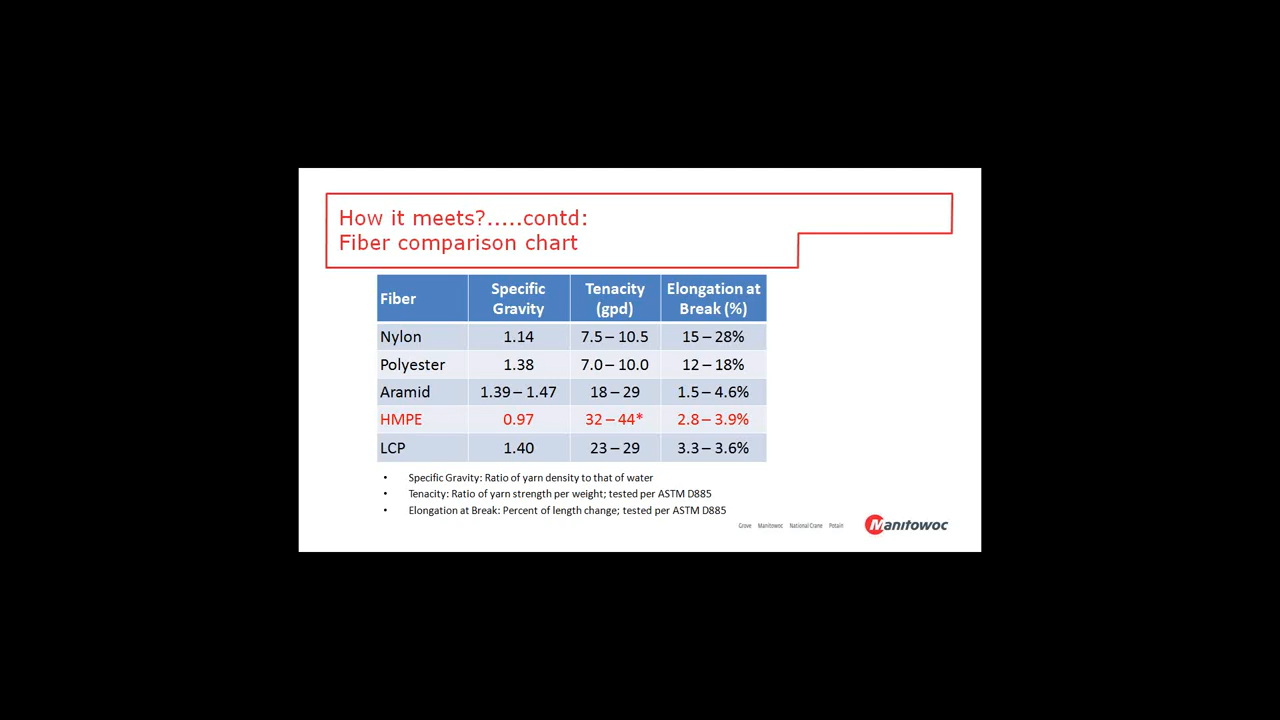 How it meets?.....contd:
Fiber comparison chart
Fiber Specific Gravity Tenacity (gpd) Elongation at Break (%)
Nylon 1.14 7.5 – 10.5 15 – 28%
Polyester 1.38 7.0 – 10.0 12 – 18%
Aramid 1.39 – 1.47 18 – 29 1.5 – 4.6%
HMPE 0.97 32 – 44* 2.8 – 3.9%
LCP 1.40 23 – 29 3.3 – 3.6%
• Specific Gravity: Ratio of yarn density to that of water
• Tenacity: Ratio of yarn strength per weight; tested per ASTM D885
• Elongation at Break: Percent of length change; tested per ASTM D885
Grove Manitowoc National Crane Potain Manitowoc